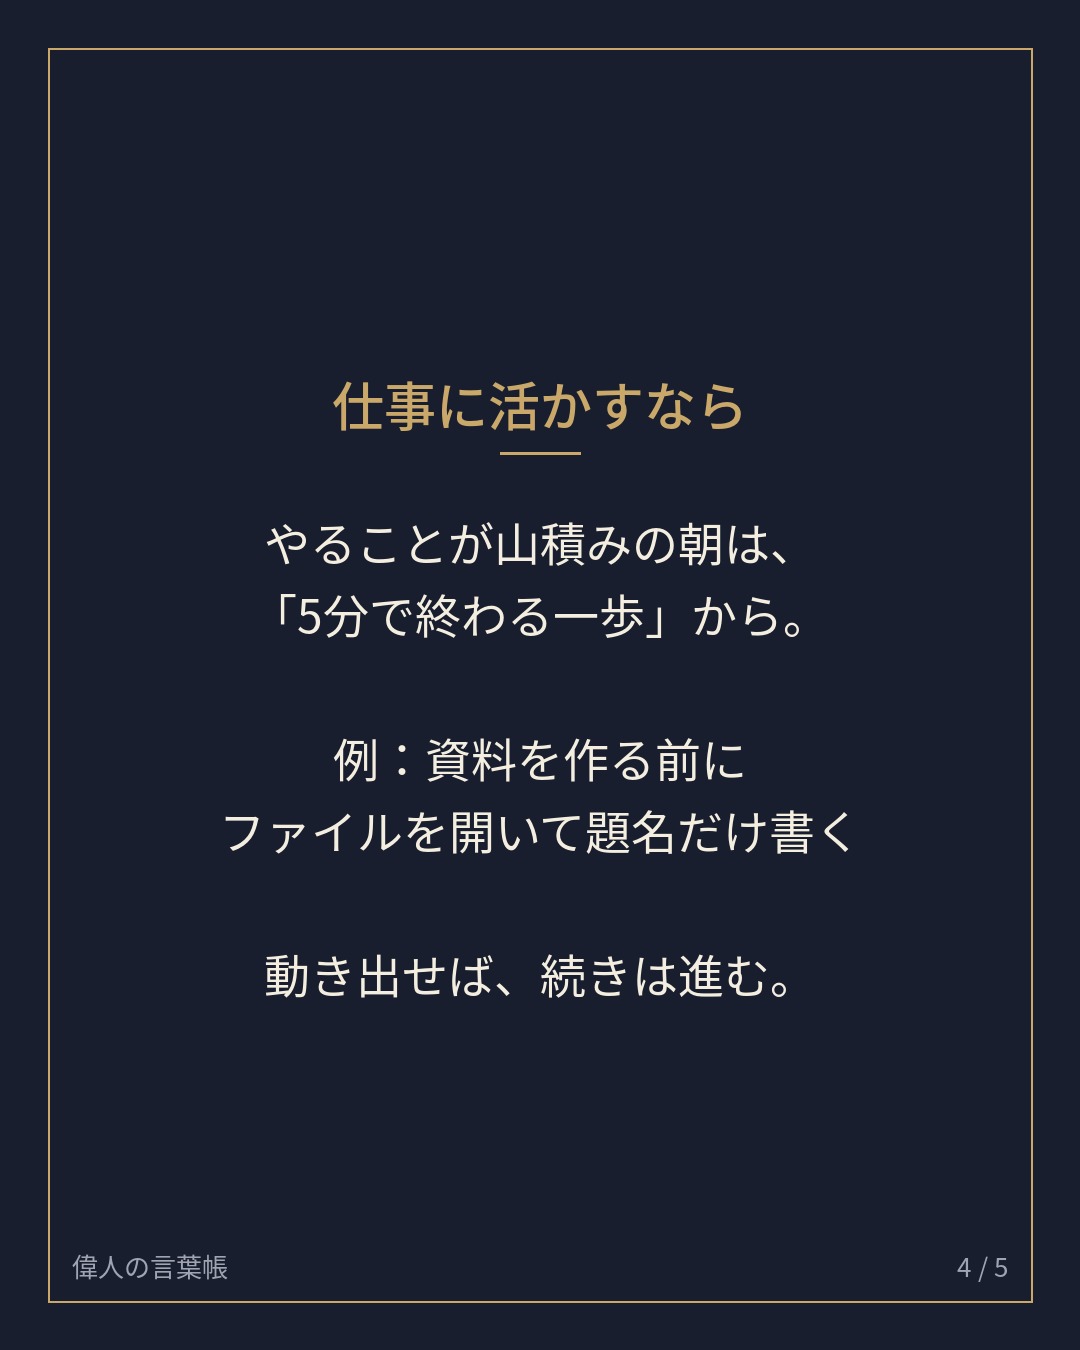 仕事に活かすなら
やることが山積みの朝は、
「5分で終わる一歩」から。
例：資料を作る前に
ファイルを開いて題名だけ書く
動き出せば、続きは進む。
偉人の言葉帳
4 / 5